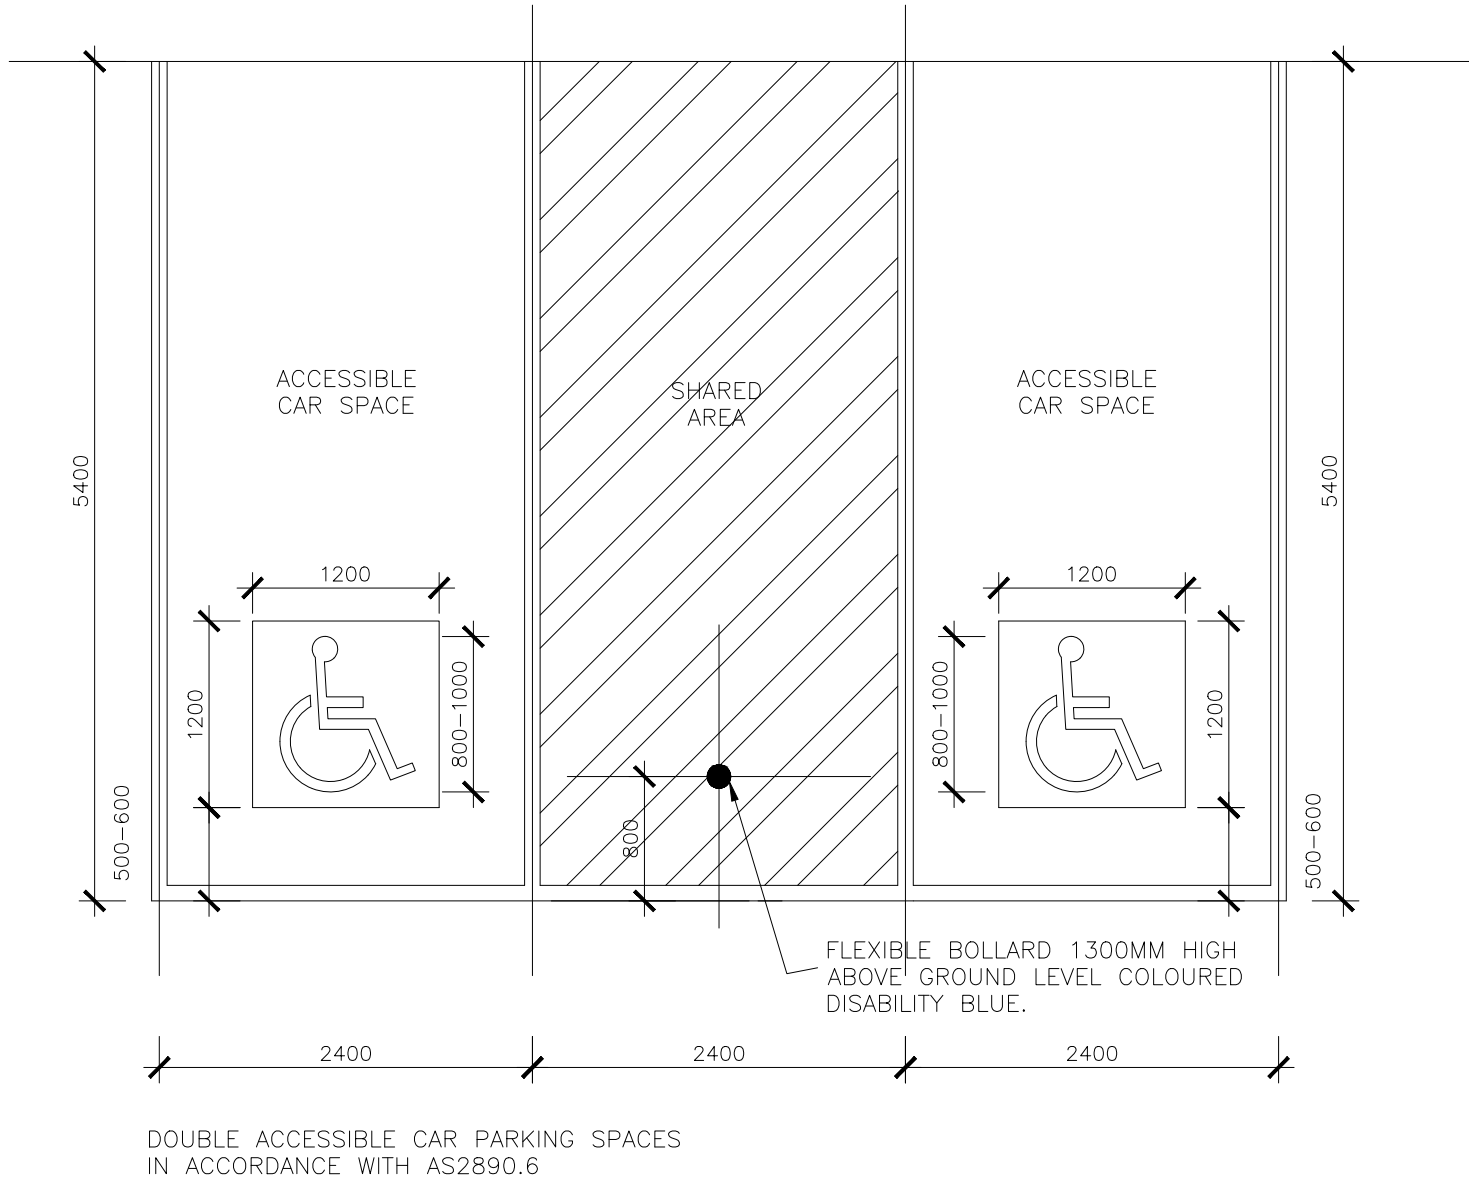 ACCESSIBLE
CAR SPACE
SHARED
AREA
ACCESSIBLE
CAR SPACE
5400
5400
1200
1200
1200
800-1000
800-1000
1200
500-600
800
500-600
FLEXIBLE BOLLARD 1300MM HIGH
ABOVE GROUND LEVEL COLOURED
DISABILITY BLUE.
2400
2400
2400
DOUBLE ACCESSIBLE CAR PARKING SPACES
IN ACCORDANCE WITH AS2890.6